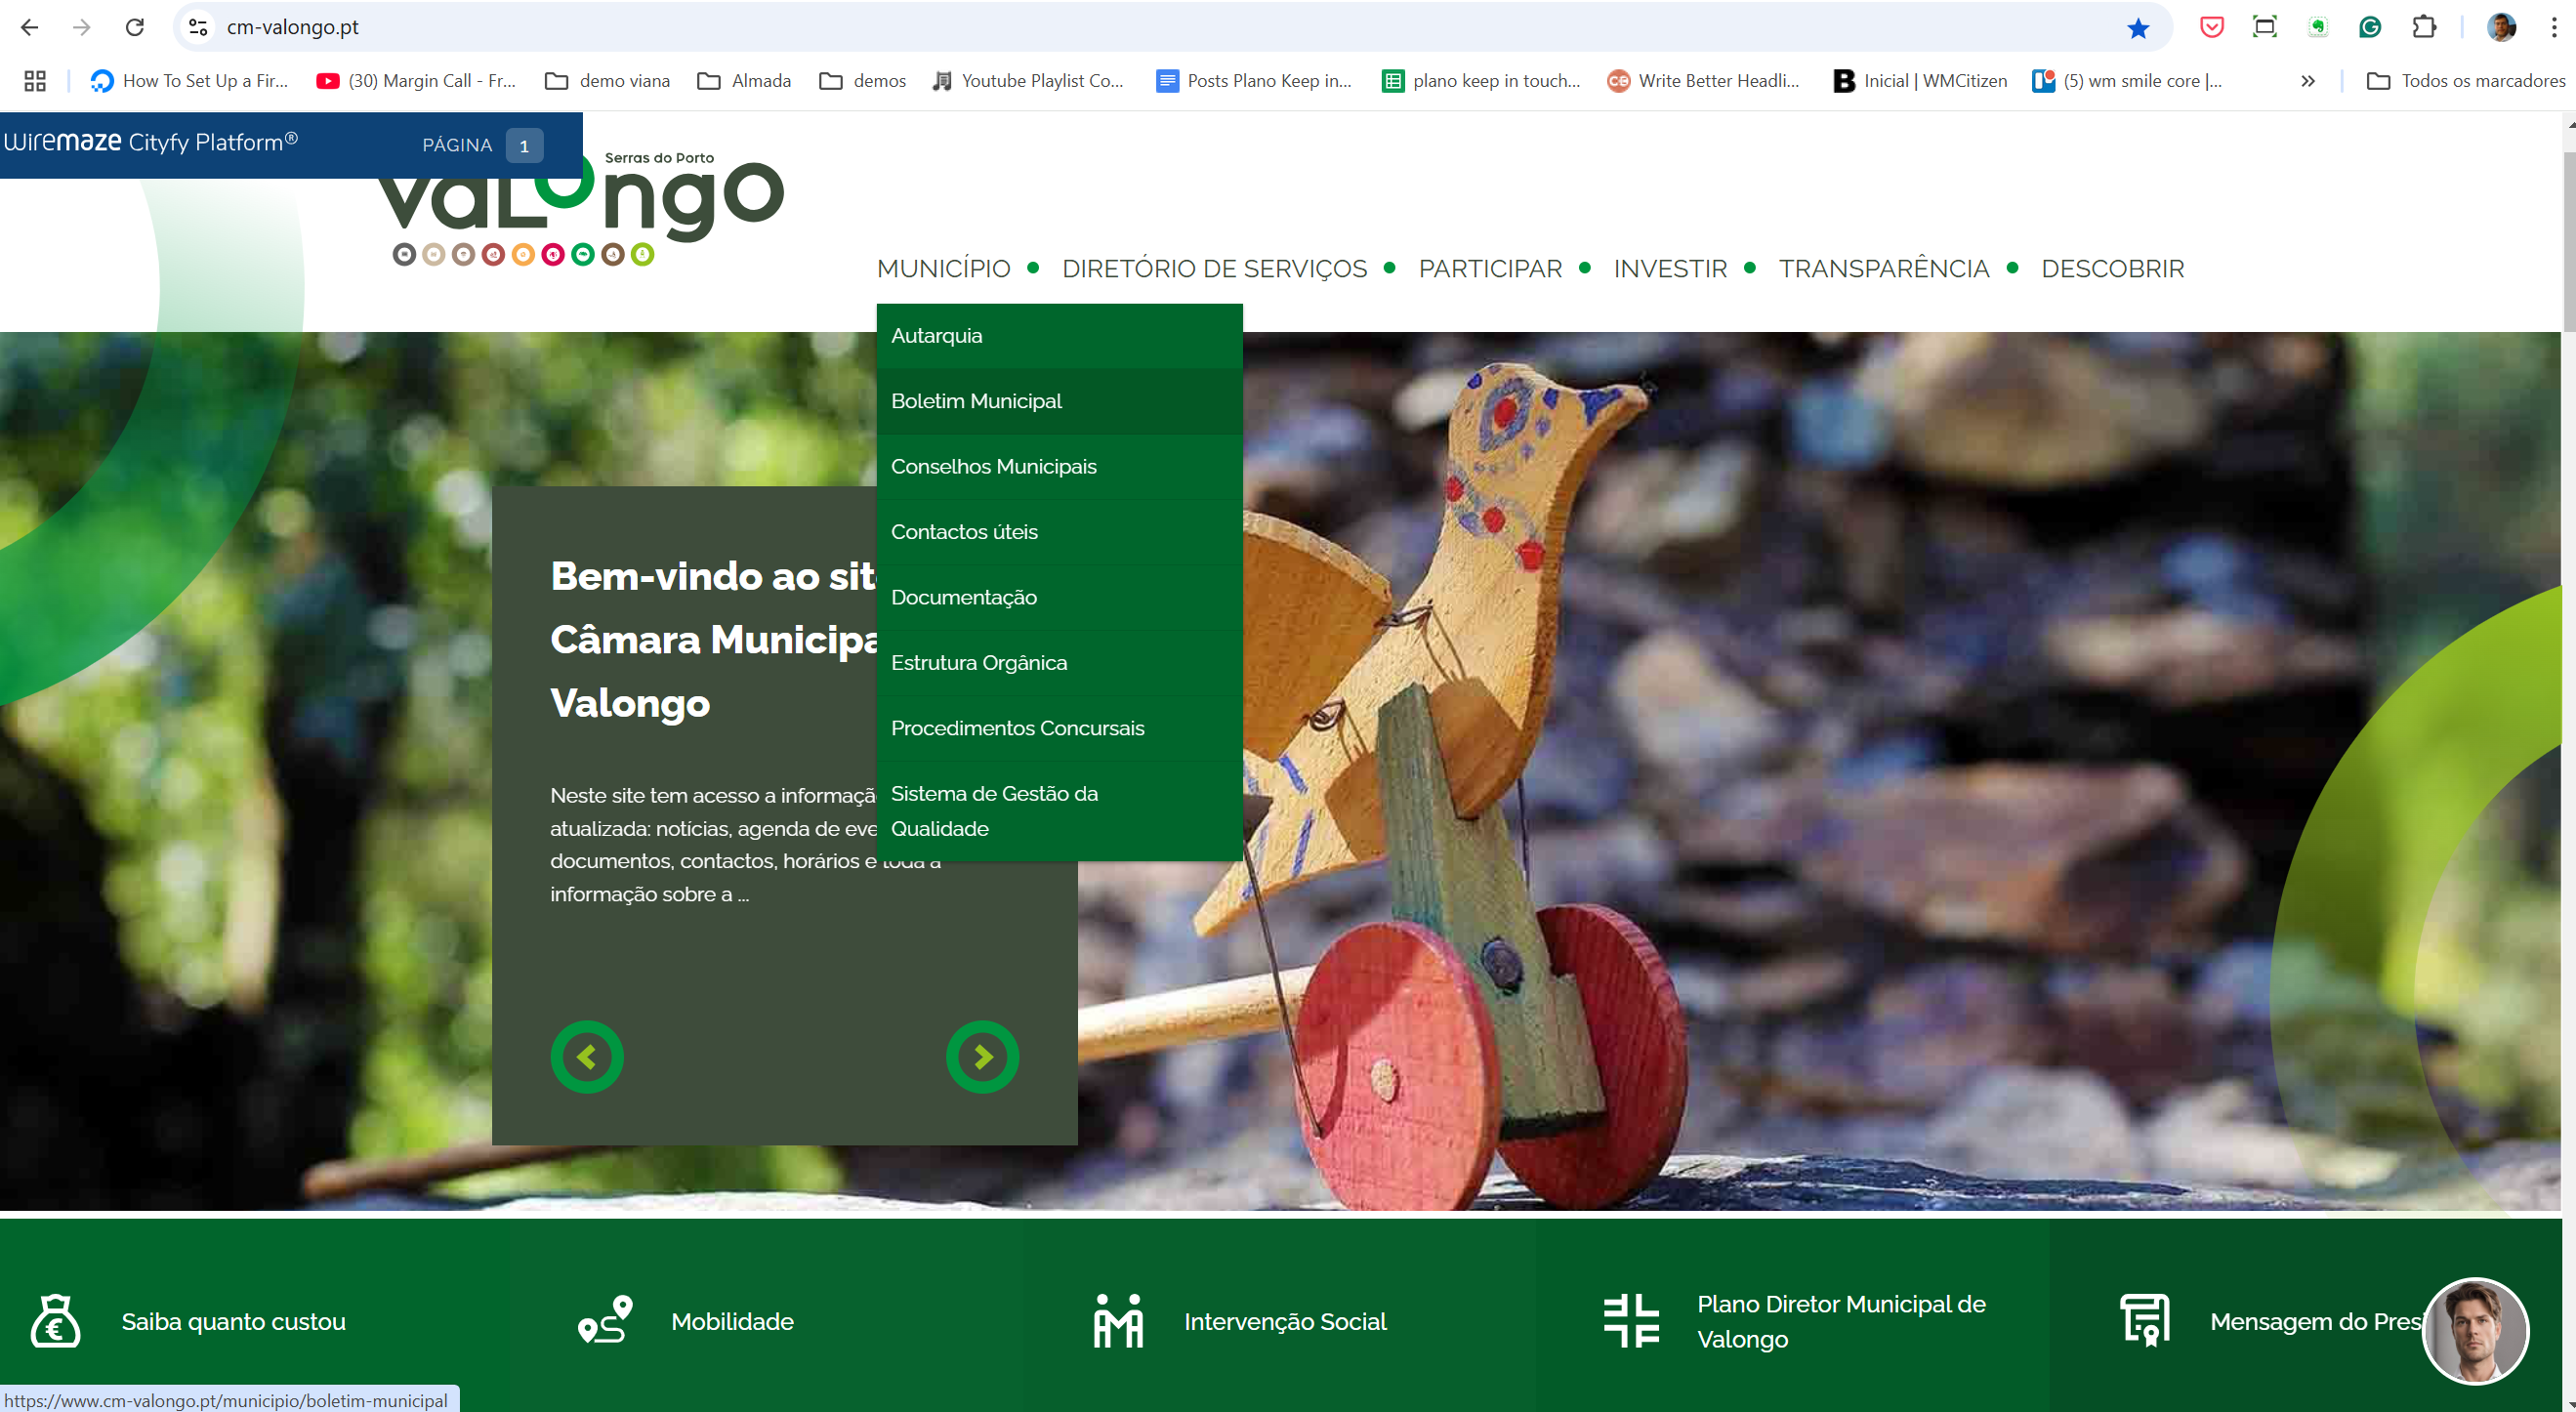 cm-valongo.pt
How To Set Up a Fir...
(30) Margin Call - Fr...
demo viana
Almada
demos
Youtube Playlist Co...
Posts Plano Keep in...
plano keep in touch...
Write Better Headli...
Inicial | WMCitizen
(5) wm smile core |...
Todos os marcadores
wiremaze Cityfy Platform®
PÁGINA 1
Serras do Porto
vaLongo
MUNICÍPIO
DIRETÓRIO DE SERVIÇOS
PARTICIPAR
INVESTIR
TRANSPARÊNCIA
DESCOBRIR
Autarquia
Boletim Municipal
Conselhos Municipais
Contactos úteis
Documentação
Estrutura Orgânica
Procedimentos Concursais
Sistema de Gestão da
Qualidade
Bem-vindo ao sit
Câmara Municipa
Valongo
Neste site tem acesso a informaçã
atualizada: notícias, agenda de eve
documentos, contactos, horários e toda a
informação sobre a ...
Saiba quanto custou
Mobilidade
Intervenção Social
Plano Diretor Municipal de
Valongo
Mensagem do Presi
https://www.cm-valongo.pt/municipio/boletim-municipal